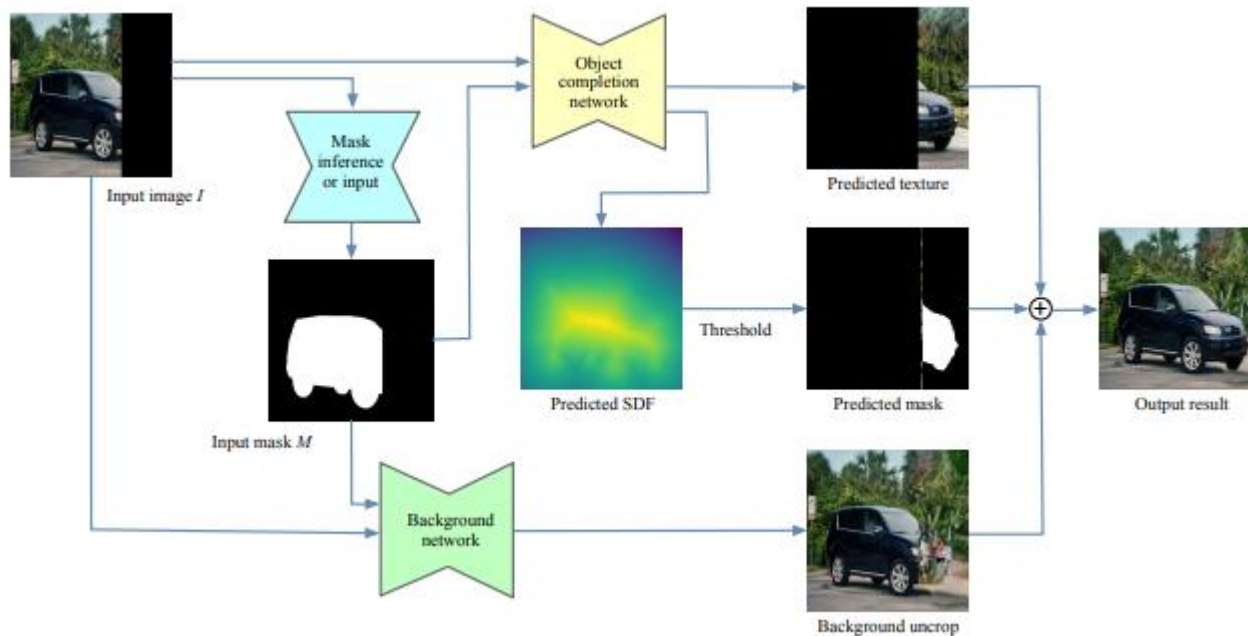 Object
completion
network
Mask
inference
or input
Input image I
Predicted texture
Threshold
Input mask M
Predicted SDF
Predicted mask
Output result
Background
network
Background uncrop